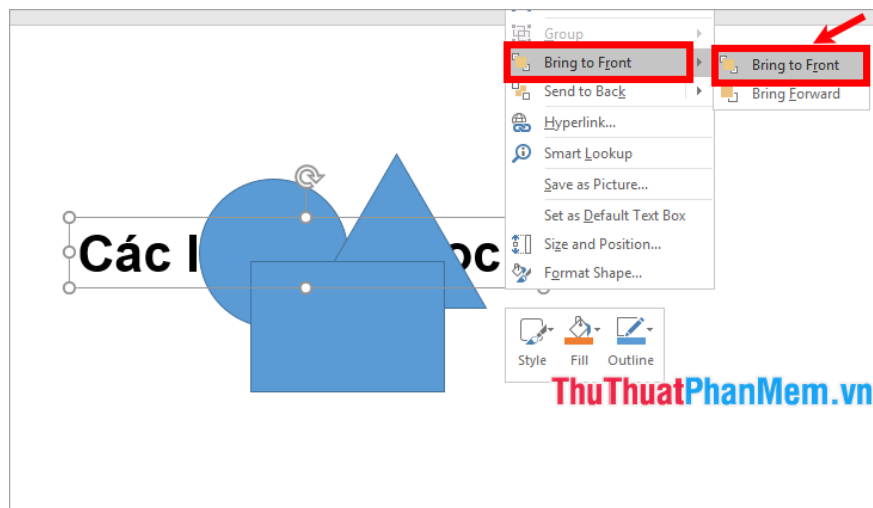 Group
Bring to Front
Bring to Front
Send to Back
Bring Forward
Hyperlink...
Smart Lookup
Save as Picture...
Set as Default Text Box
Size and Position...
Format Shape...
Các
Style Fill Outline
ThuThuatPhanMem.vn